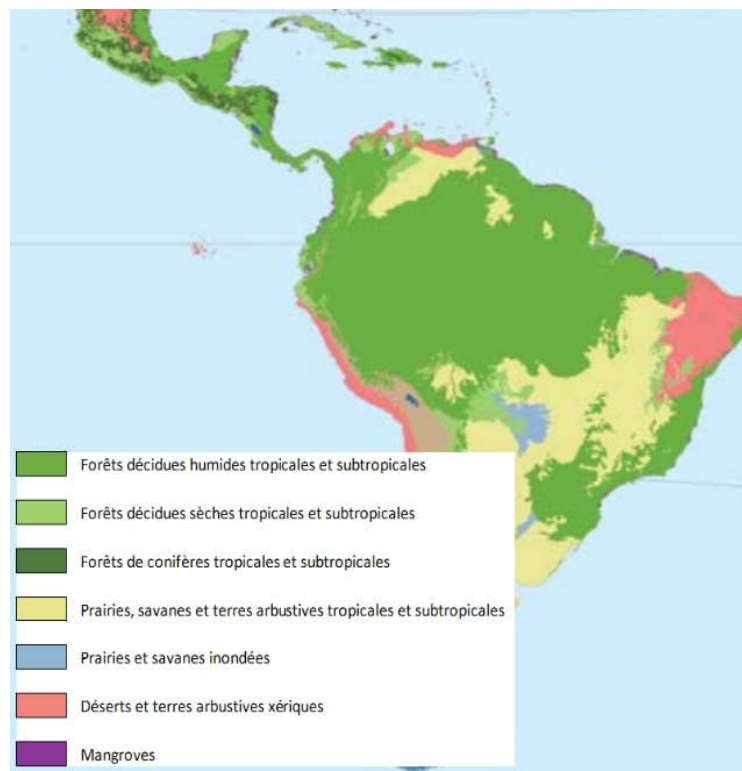 Forêts décidues humides tropicales et subtropicales
Forêts décidues sèches tropicales et subtropicales
Forêts de conifères tropicales et subtropicales
Prairies, savanes et terres arbustives tropicales et subtropicales
Prairies et savanes inondées
Déserts et terres arbustives xériques
Mangroves